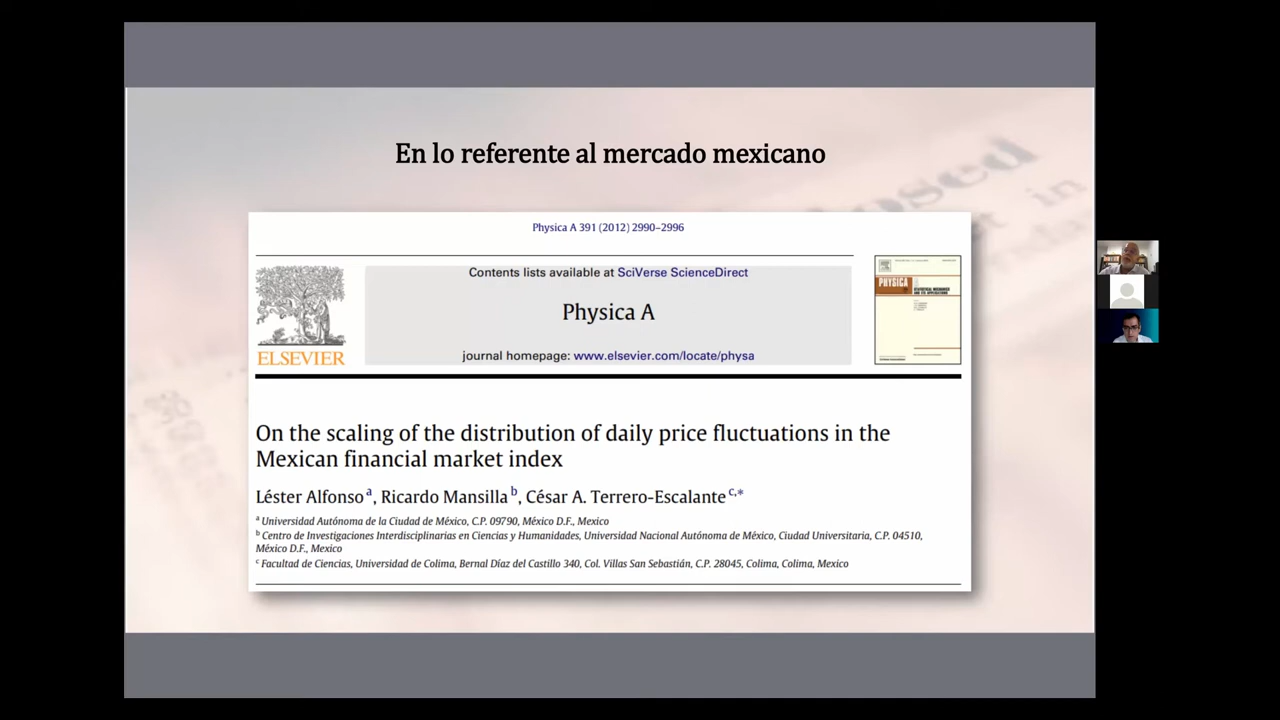 En lo referente al mercado mexicano
osed
in
Physica A 391 (2012) 2990–2996
Contents lists available at SciVerse ScienceDirect
Physica A
journal homepage: www.elsevier.com/locate/physa
ELSEVIER
PHYSICA
On the scaling of the distribution of daily price fluctuations in the
Mexican financial market index
Léster Alfonso a, Ricardo Mansilla b, César A. Terrero-Escalante c,*
a Universidad Autónoma de la Ciudad de México, C.P. 09790, México D.F., Mexico
b Centro de Investigaciones Interdisciplinarias en Ciencias y Humanidades, Universidad Nacional Autónoma de México, Ciudad Universitaria, C.P. 04510,
México D.F., Mexico
c Facultad de Ciencias, Universidad de Colima, Bernal Díaz del Castillo 340, Col. Villas San Sebastián, C.P. 28045, Colima, Colima, Mexico